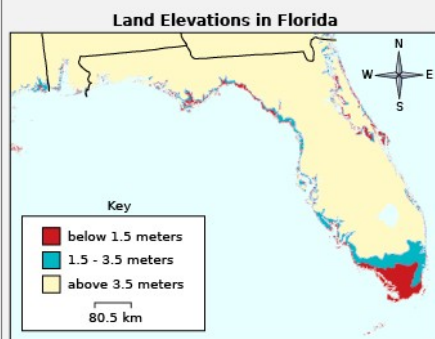 Land Elevations in Florida
N
W E
S
Key
below 1.5 meters
1.5 - 3.5 meters
above 3.5 meters
80.5 km